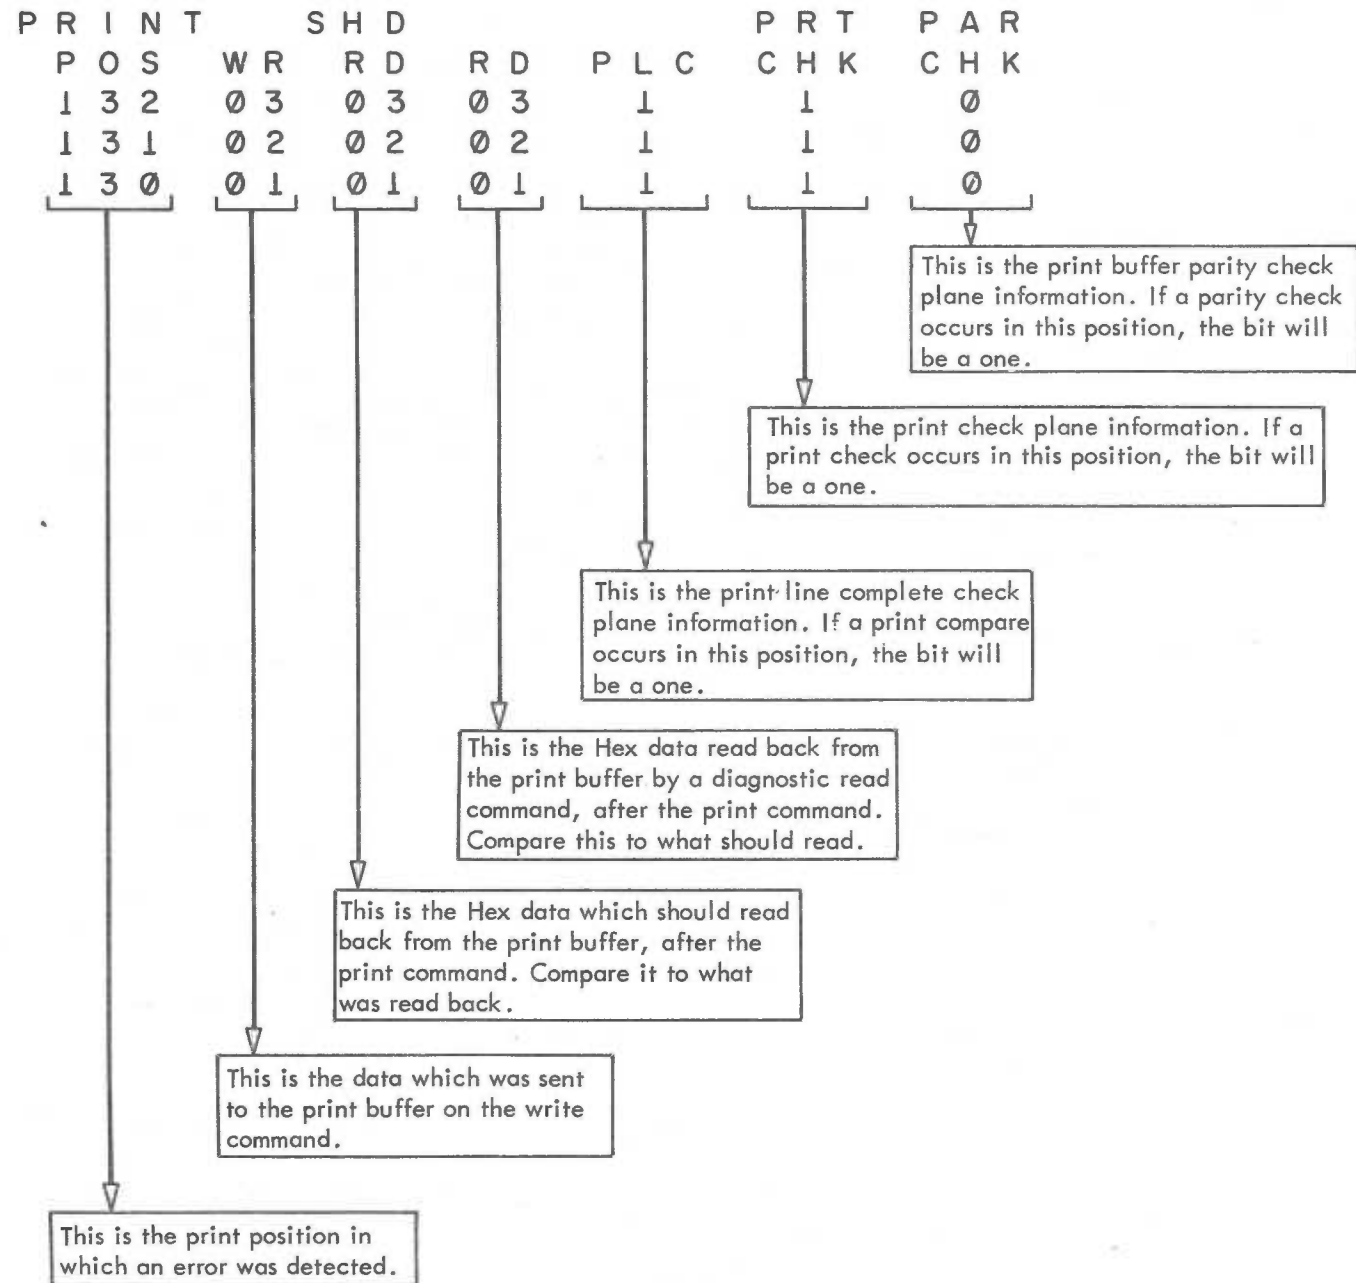 PRINT SHD PRT PAR
POS WR RD RD PLC CHK CHK
132 03 03 03 1 1 0
131 02 02 02 1 1 0
130 01 01 01 1 1 0
This is the print buffer parity check
plane information. If a parity check
occurs in this position, the bit will
be a one.
This is the print check plane information. If a
print check occurs in this position, the bit will
be a one.
This is the print line complete check
plane information. If a print compare
occurs in this position, the bit will
be a one.
This is the Hex data read back from
the print buffer by a diagnostic read
command, after the print command.
Compare this to what should read.
This is the Hex data which should read
back from the print buffer, after the
print command. Compare it to what
was read back.
This is the data which was sent
to the print buffer on the write
command.
This is the print position in
which an error was detected.